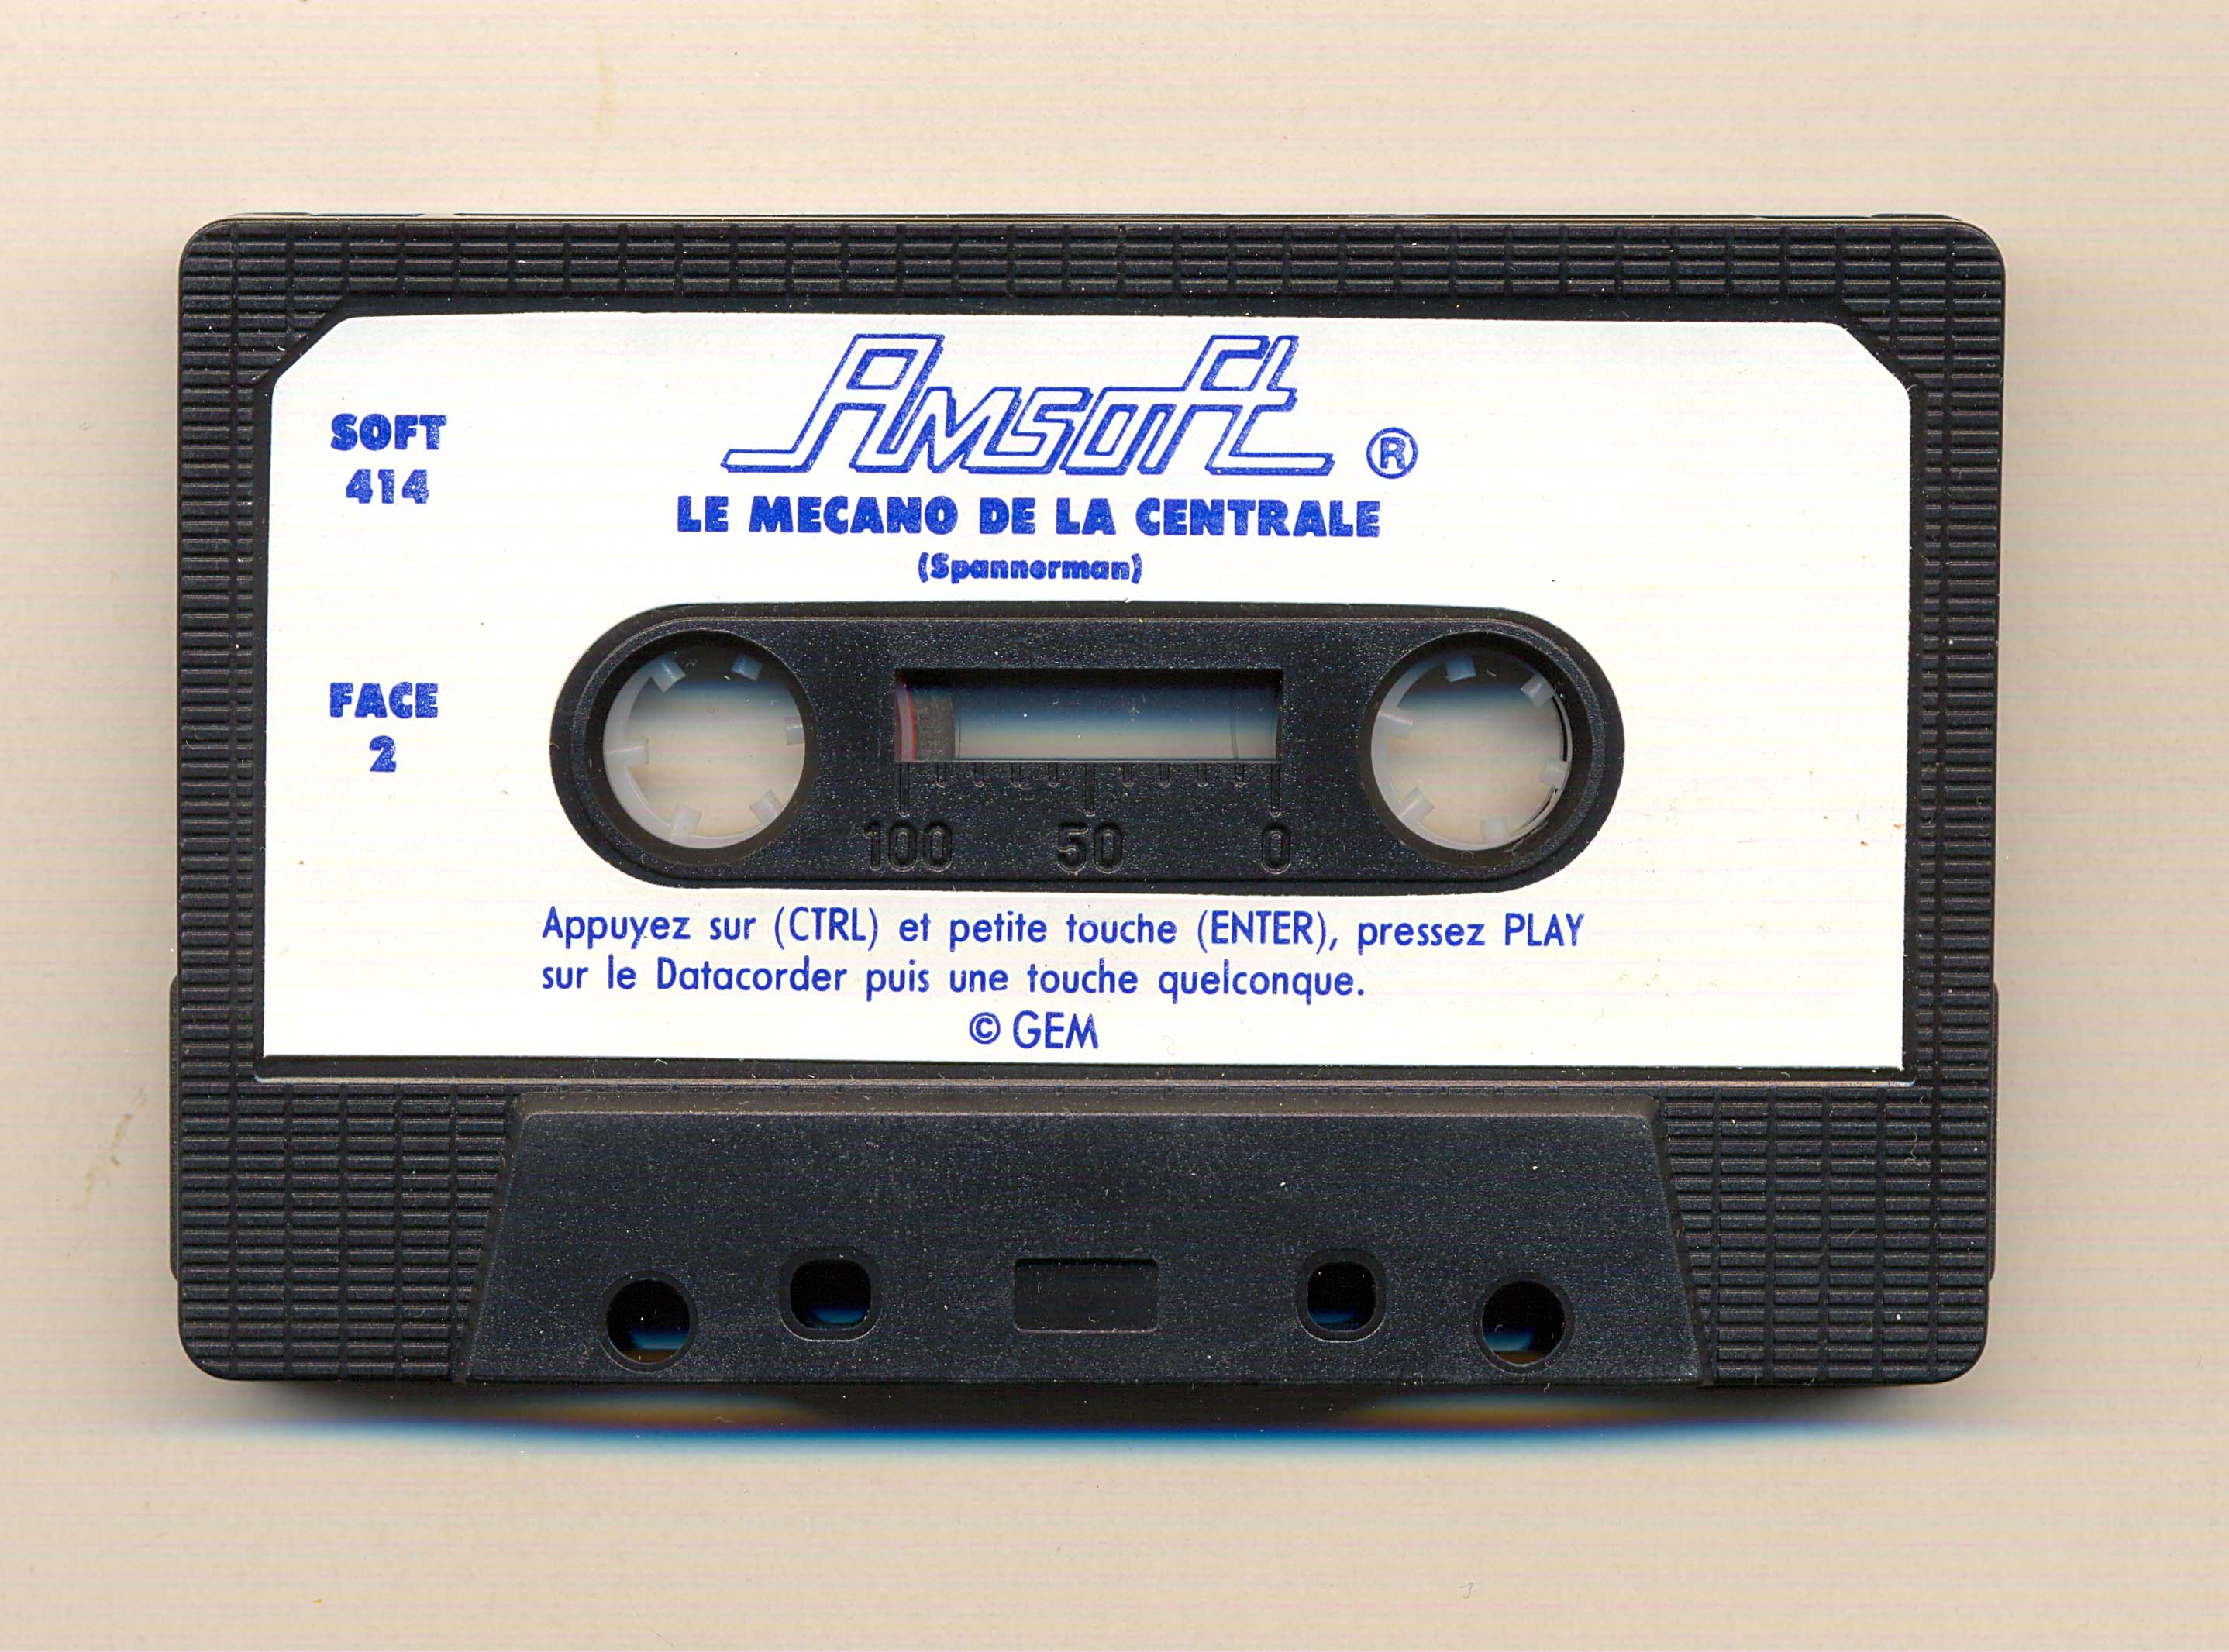 Amsoft ®
SOFT
414
LE MECANO DE LA CENTRALE
(Spannerman)
FACE
2
100 50 0
Appuyez sur (CTRL) et petite touche (ENTER), pressez PLAY
sur le Datacorder puis une touche quelconque.
© GEM